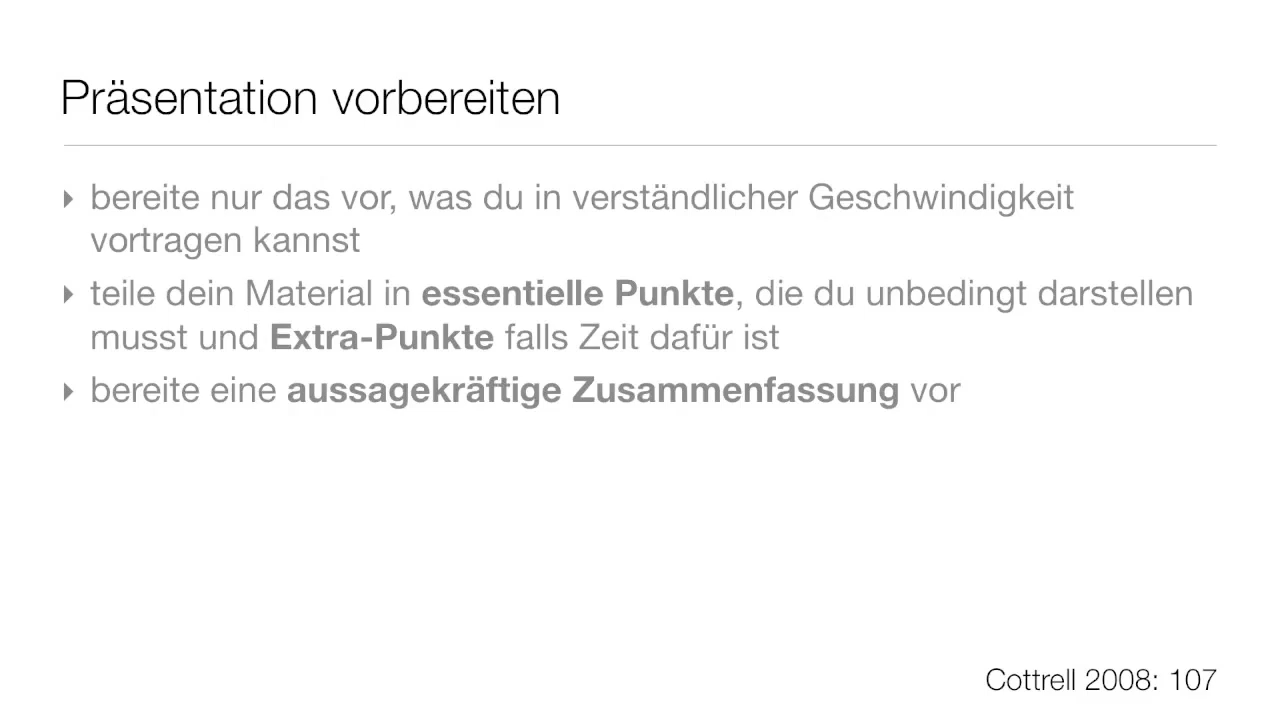 Präsentation vorbereiten
‣ bereite nur das vor, was du in verständlicher Geschwindigkeit
vortragen kannst
‣ teile dein Material in essentielle Punkte, die du unbedingt darstellen
musst und Extra-Punkte falls Zeit dafür ist
‣ bereite eine aussagekräftige Zusammenfassung vor
Cottrell 2008: 107